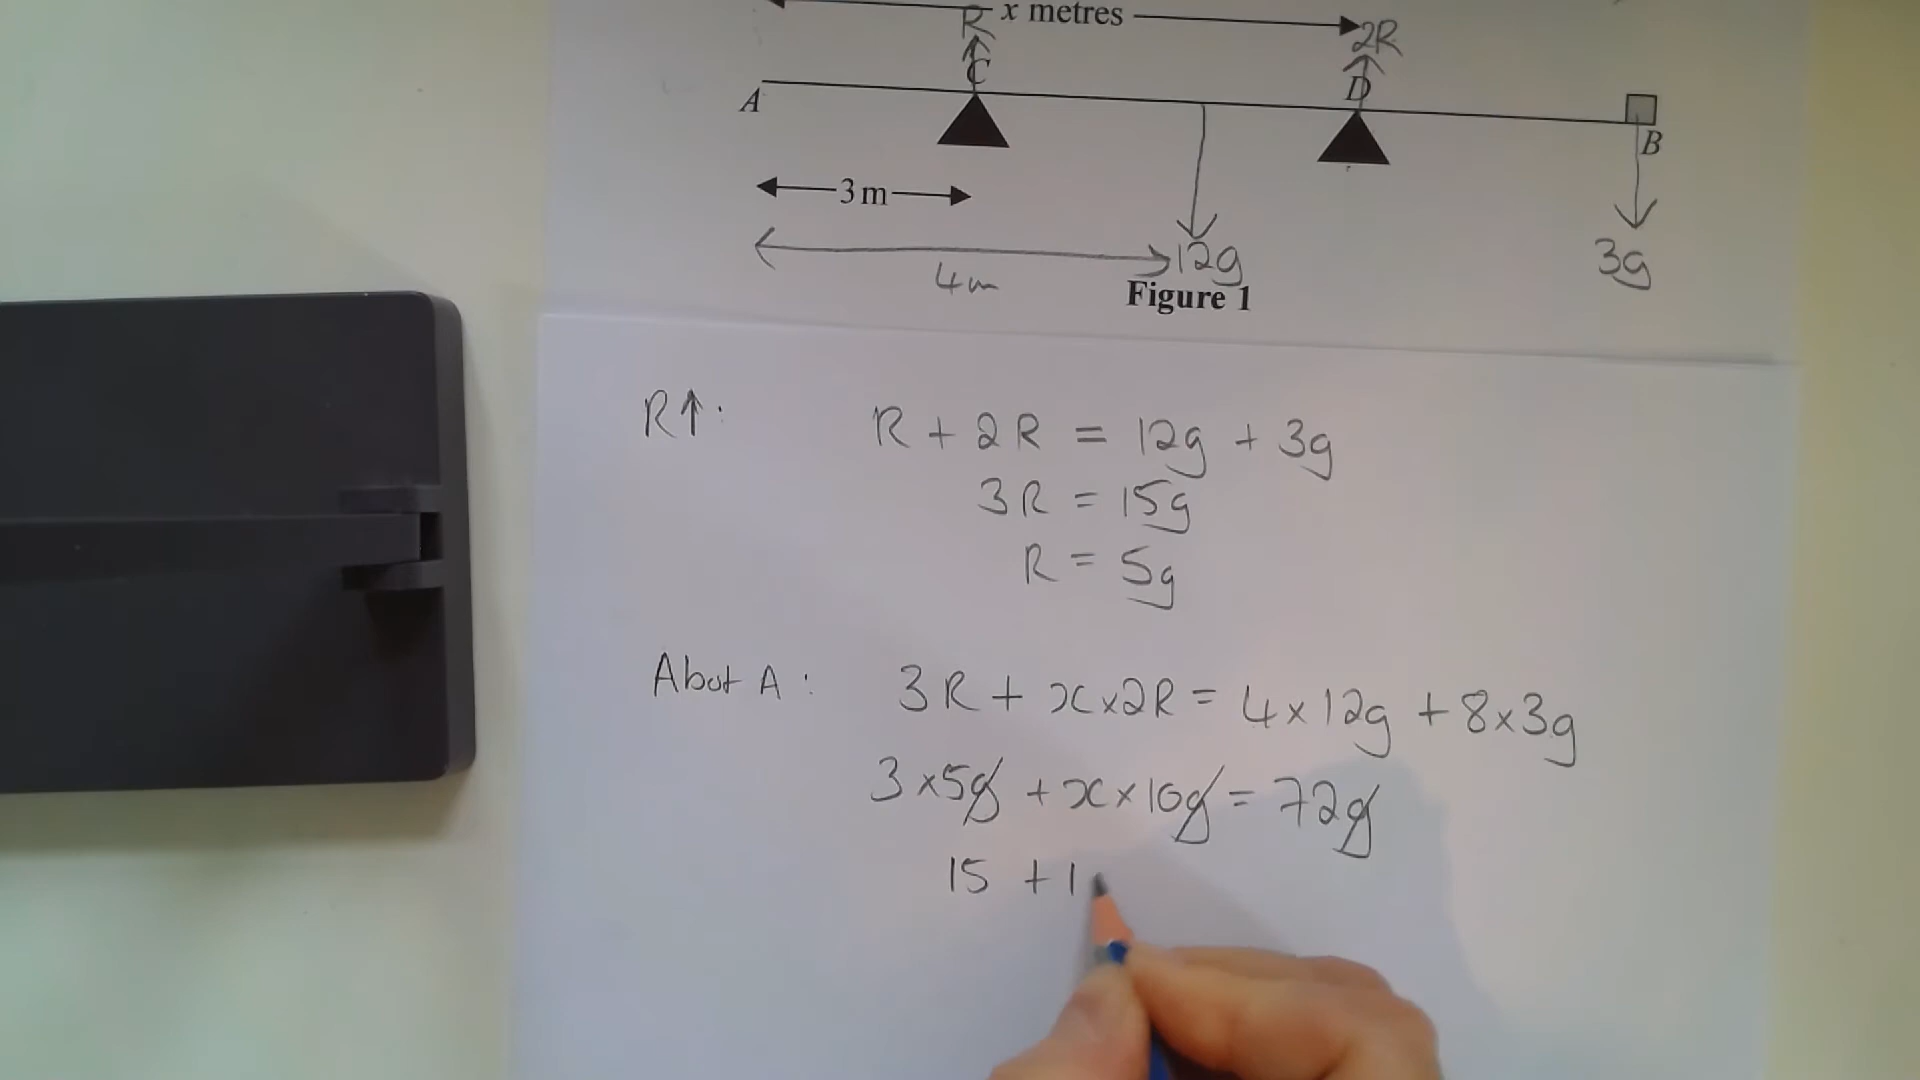 x metres
R
2R
C
D
A
B
3 m
12g
3g
4m
Figure 1
R↑:
R + 2R = 12g + 3g
3R = 15g
R = 5g
About A:
3R + x×2R = 4×12g + 8×3g
3×5g + x×10g = 72g
15 + 1